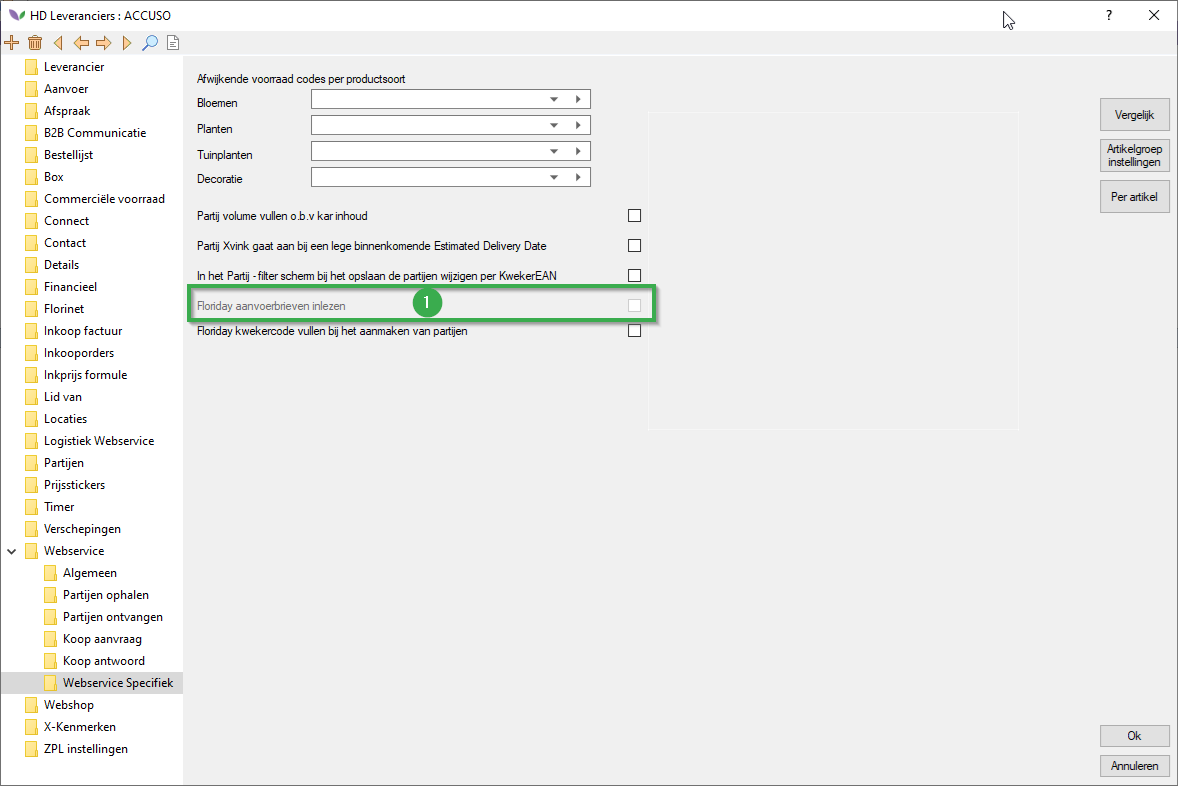 HD Leveranciers : ACCUSO
?
Leverancier
Aanvoer
Afspraak
B2B Communicatie
Bestellijst
Box
Commerciële voorraad
Connect
Contact
Details
Financieel
Florinet
Inkoop factuur
Inkooporders
Inkprijs formule
Lid van
Locaties
Logistiek Webservice
Partijen
Prijsstickers
Timer
Verschepingen
Webservice
Algemeen
Partijen ophalen
Partijen ontvangen
Koop aanvraag
Koop antwoord
Webservice Specifiek
Webshop
X-Kenmerken
ZPL instellingen
Afwijkende voorraad codes per productsoort
Bloemen
Planten
Tuinplanten
Decoratie
Partij volume vullen o.b.v kar inhoud
Partij Xvink gaat aan bij een lege binnenkomende Estimated Delivery Date
In het Partij - filter scherm bij het opslaan de partijen wijzigen per KwekerEAN
Floriday aanvoerbrieven inlezen
1
Floriday kwekercode vullen bij het aanmaken van partijen
Vergelijk
Artikelgroep
instellingen
Per artikel
Ok
Annuleren